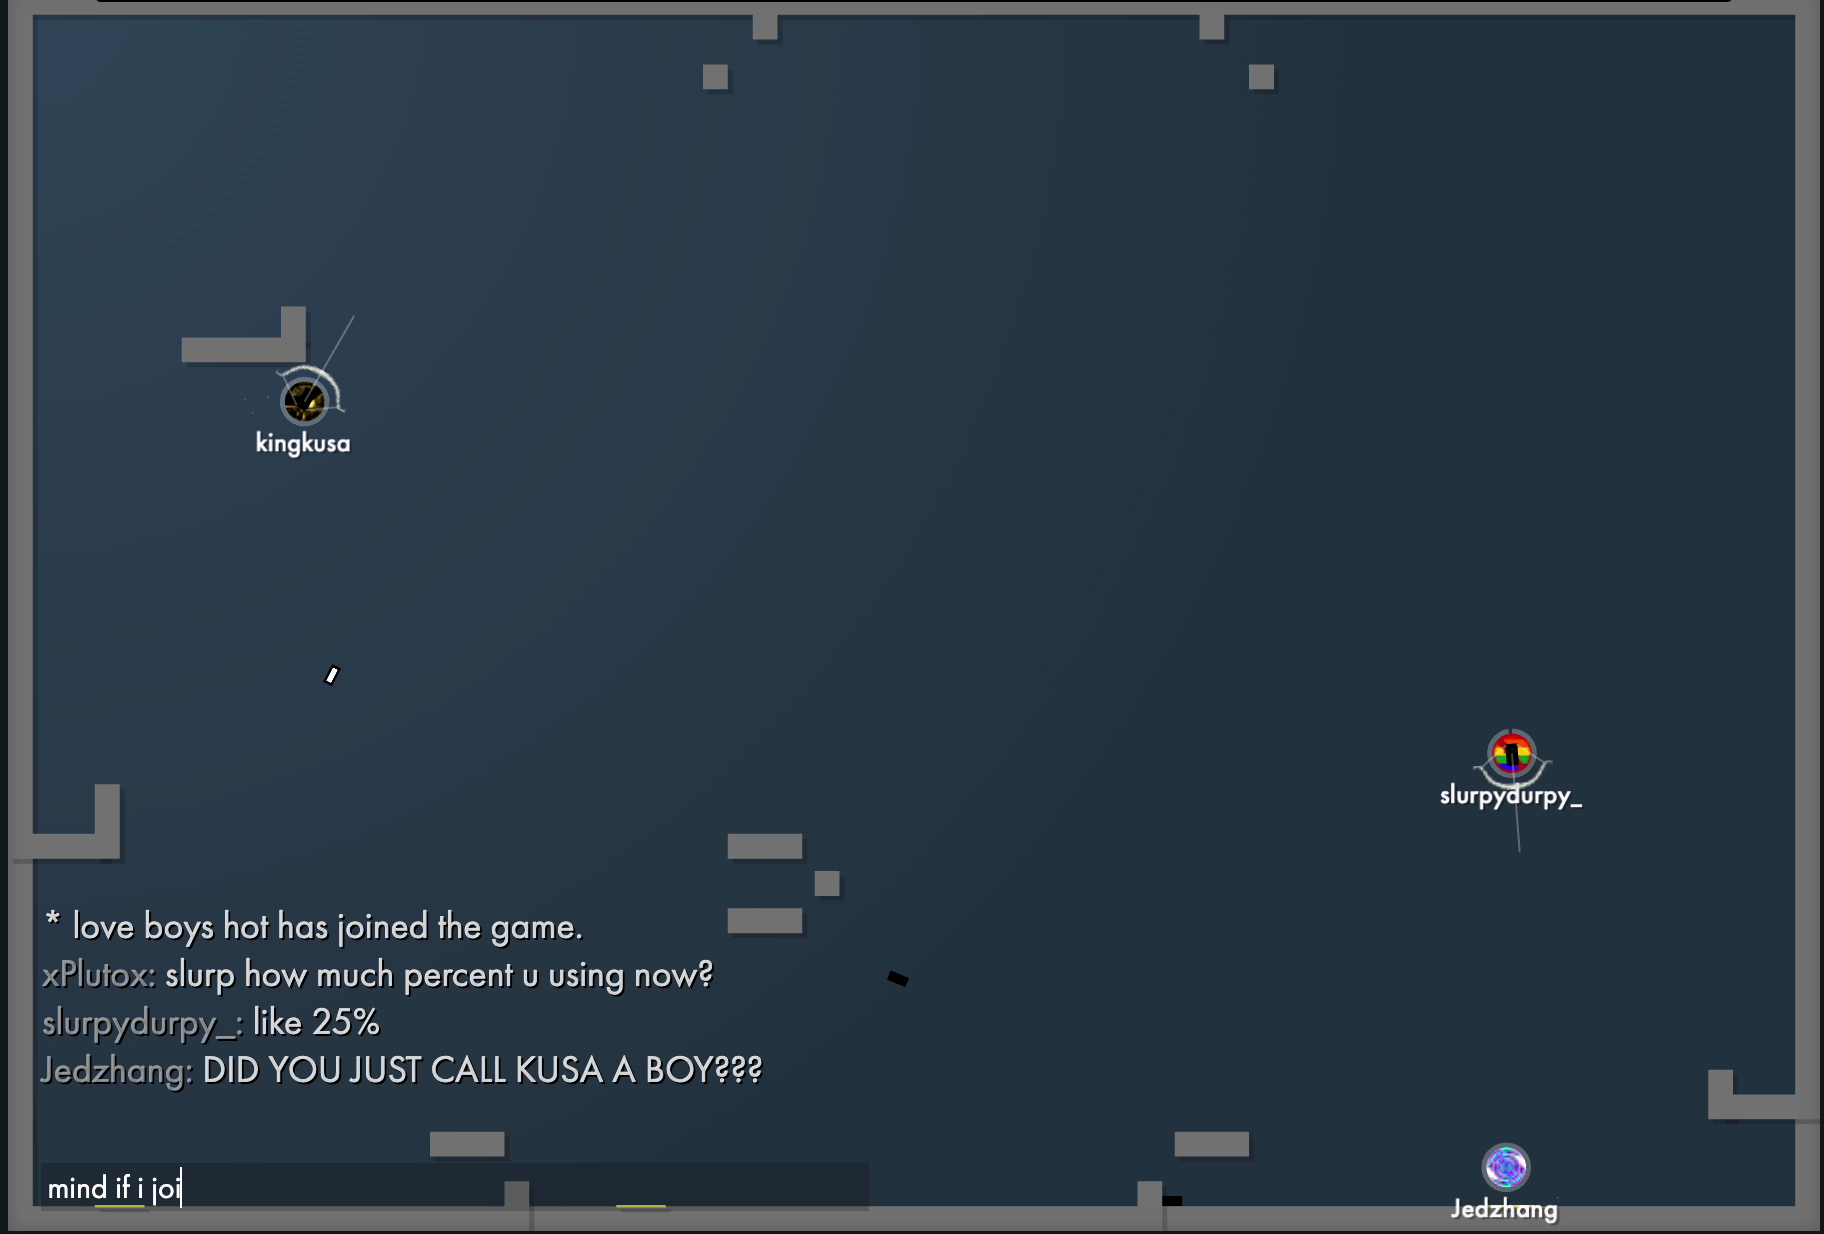 kingkusa
slurpydurpy_
* love boys hot has joined the game.
xPlutox: slurp how much percent u using now?
slurpydurpy_: like 25%
Jedzhang: DID YOU JUST CALL KUSA A BOY???
mind if i joi
Jedzhang